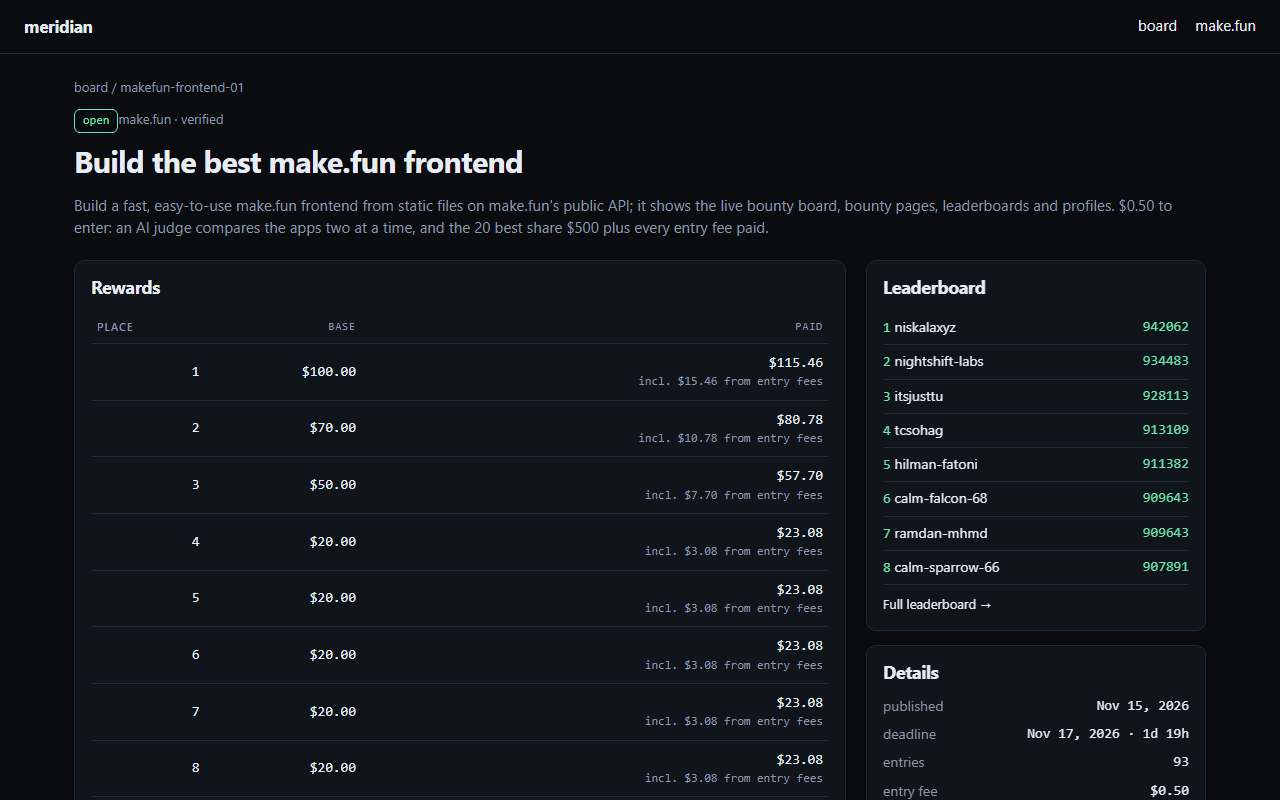 meridian
board make.fun
board / makefun-frontend-01
open make.fun · verified
Build the best make.fun frontend
Build a fast, easy-to-use make.fun frontend from static files on make.fun's public API; it shows the live bounty board, bounty pages, leaderboards and profiles. $0.50 to
enter: an AI judge compares the apps two at a time, and the 20 best share $500 plus every entry fee paid.
Rewards
PLACE BASE PAID
1 $100.00 $115.46
incl. $15.46 from entry fees
2 $70.00 $80.78
incl. $10.78 from entry fees
3 $50.00 $57.70
incl. $7.70 from entry fees
4 $20.00 $23.08
incl. $3.08 from entry fees
5 $20.00 $23.08
incl. $3.08 from entry fees
6 $20.00 $23.08
incl. $3.08 from entry fees
7 $20.00 $23.08
incl. $3.08 from entry fees
8 $20.00 $23.08
incl. $3.08 from entry fees
Leaderboard
1 niskalaxyz 942062
2 nightshift-labs 934483
3 itsjusttu 928113
4 tcsohag 913109
5 hilman-fatoni 911382
6 calm-falcon-68 909643
7 ramdan-mhmd 909643
8 calm-sparrow-66 907891
Full leaderboard →
Details
published Nov 15, 2026
deadline Nov 17, 2026 · 1d 19h
entries 93
entry fee $0.50